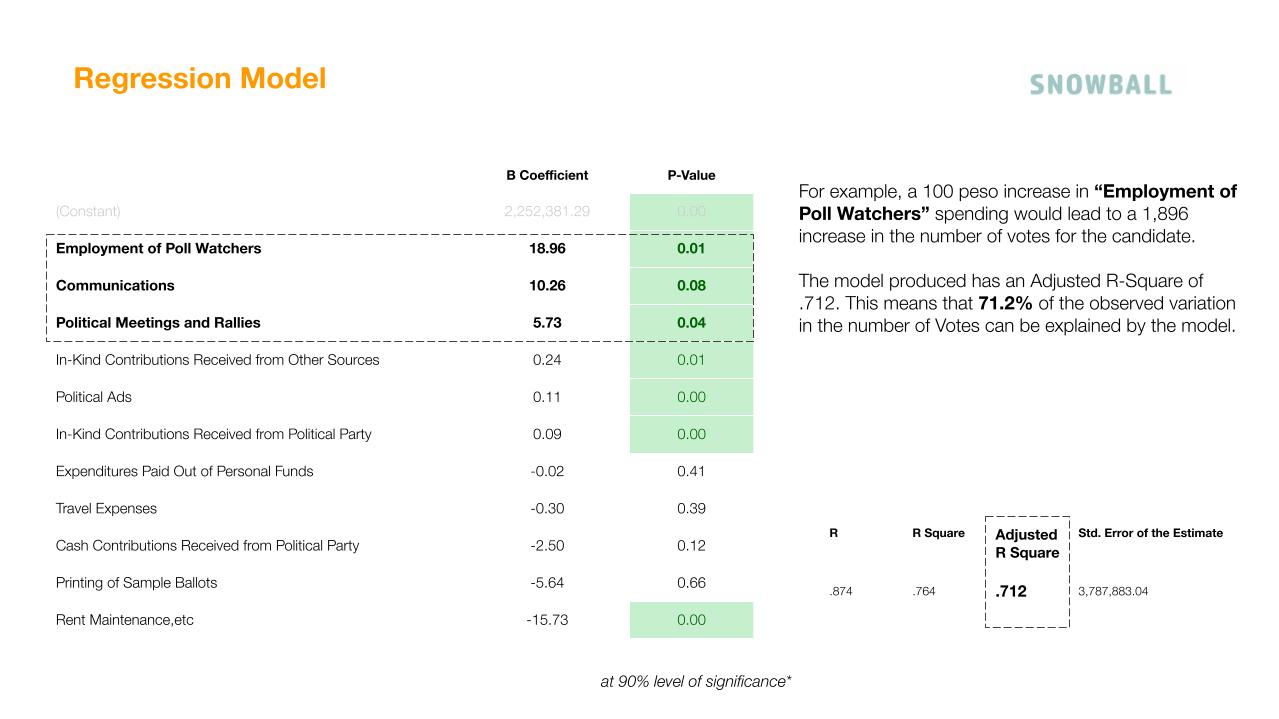 Regression Model
SNOWBALL
B Coefficient P-Value
(Constant) 2,252,381.29 0.00
Employment of Poll Watchers 18.96 0.01
Communications 10.26 0.08
Political Meetings and Rallies 5.73 0.04
In-Kind Contributions Received from Other Sources 0.24 0.01
Political Ads 0.11 0.00
In-Kind Contributions Received from Political Party 0.09 0.00
Expenditures Paid Out of Personal Funds -0.02 0.41
Travel Expenses -0.30 0.39
Cash Contributions Received from Political Party -2.50 0.12
Printing of Sample Ballots -5.64 0.66
Rent Maintenance,etc -15.73 0.00
For example, a 100 peso increase in “Employment of
Poll Watchers” spending would lead to a 1,896
increase in the number of votes for the candidate.
The model produced has an Adjusted R-Square of
.712. This means that 71.2% of the observed variation
in the number of Votes can be explained by the model.
R R Square Adjusted
R Square Std. Error of the Estimate
.874 .764 .712 3,787,883.04
at 90% level of significance*